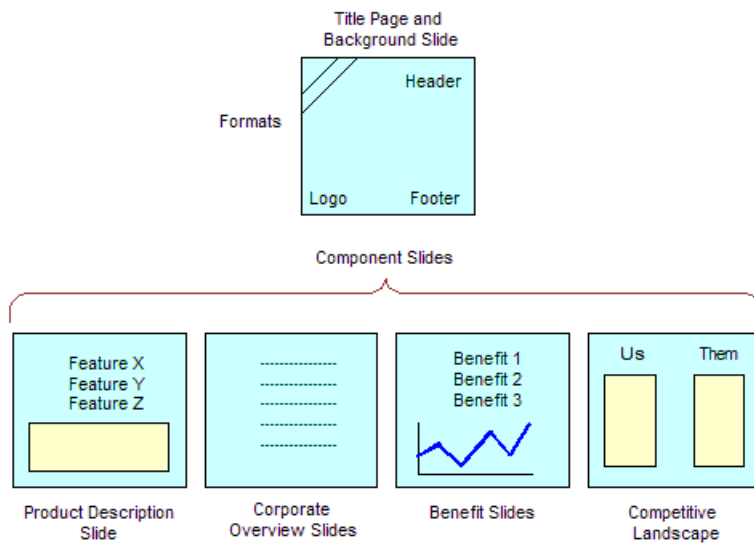 Title Page and
Background Slide
Header
Formats
Logo
Footer
Component Slides
Feature X
Feature Y
Feature Z
Benefit 1
Benefit 2
Benefit 3
Us
Them
Product Description
Slide
Corporate
Overview Slides
Benefit Slides
Competitive
Landscape